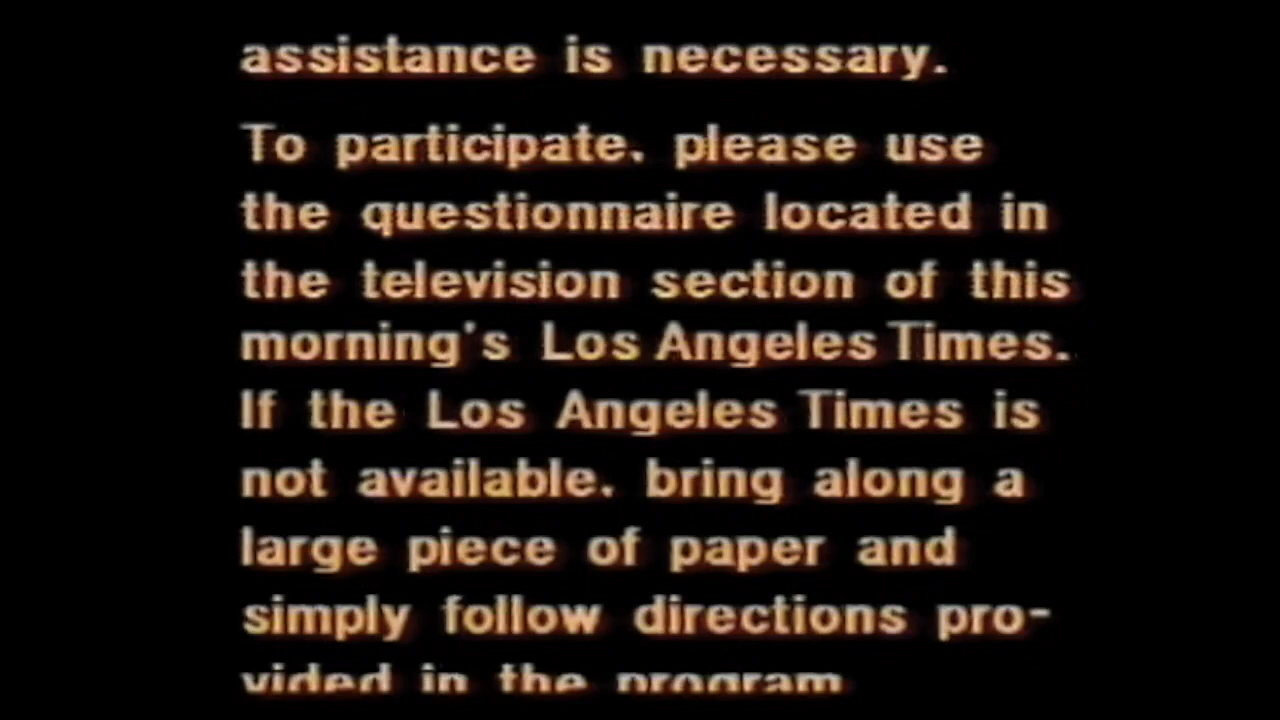 assistance is necessary.
To participate, please use
the questionnaire located in
the television section of this
morning's Los Angeles Times.
If the Los Angeles Times is
not available, bring along a
large piece of paper and
simply follow directions pro-
vided in the program